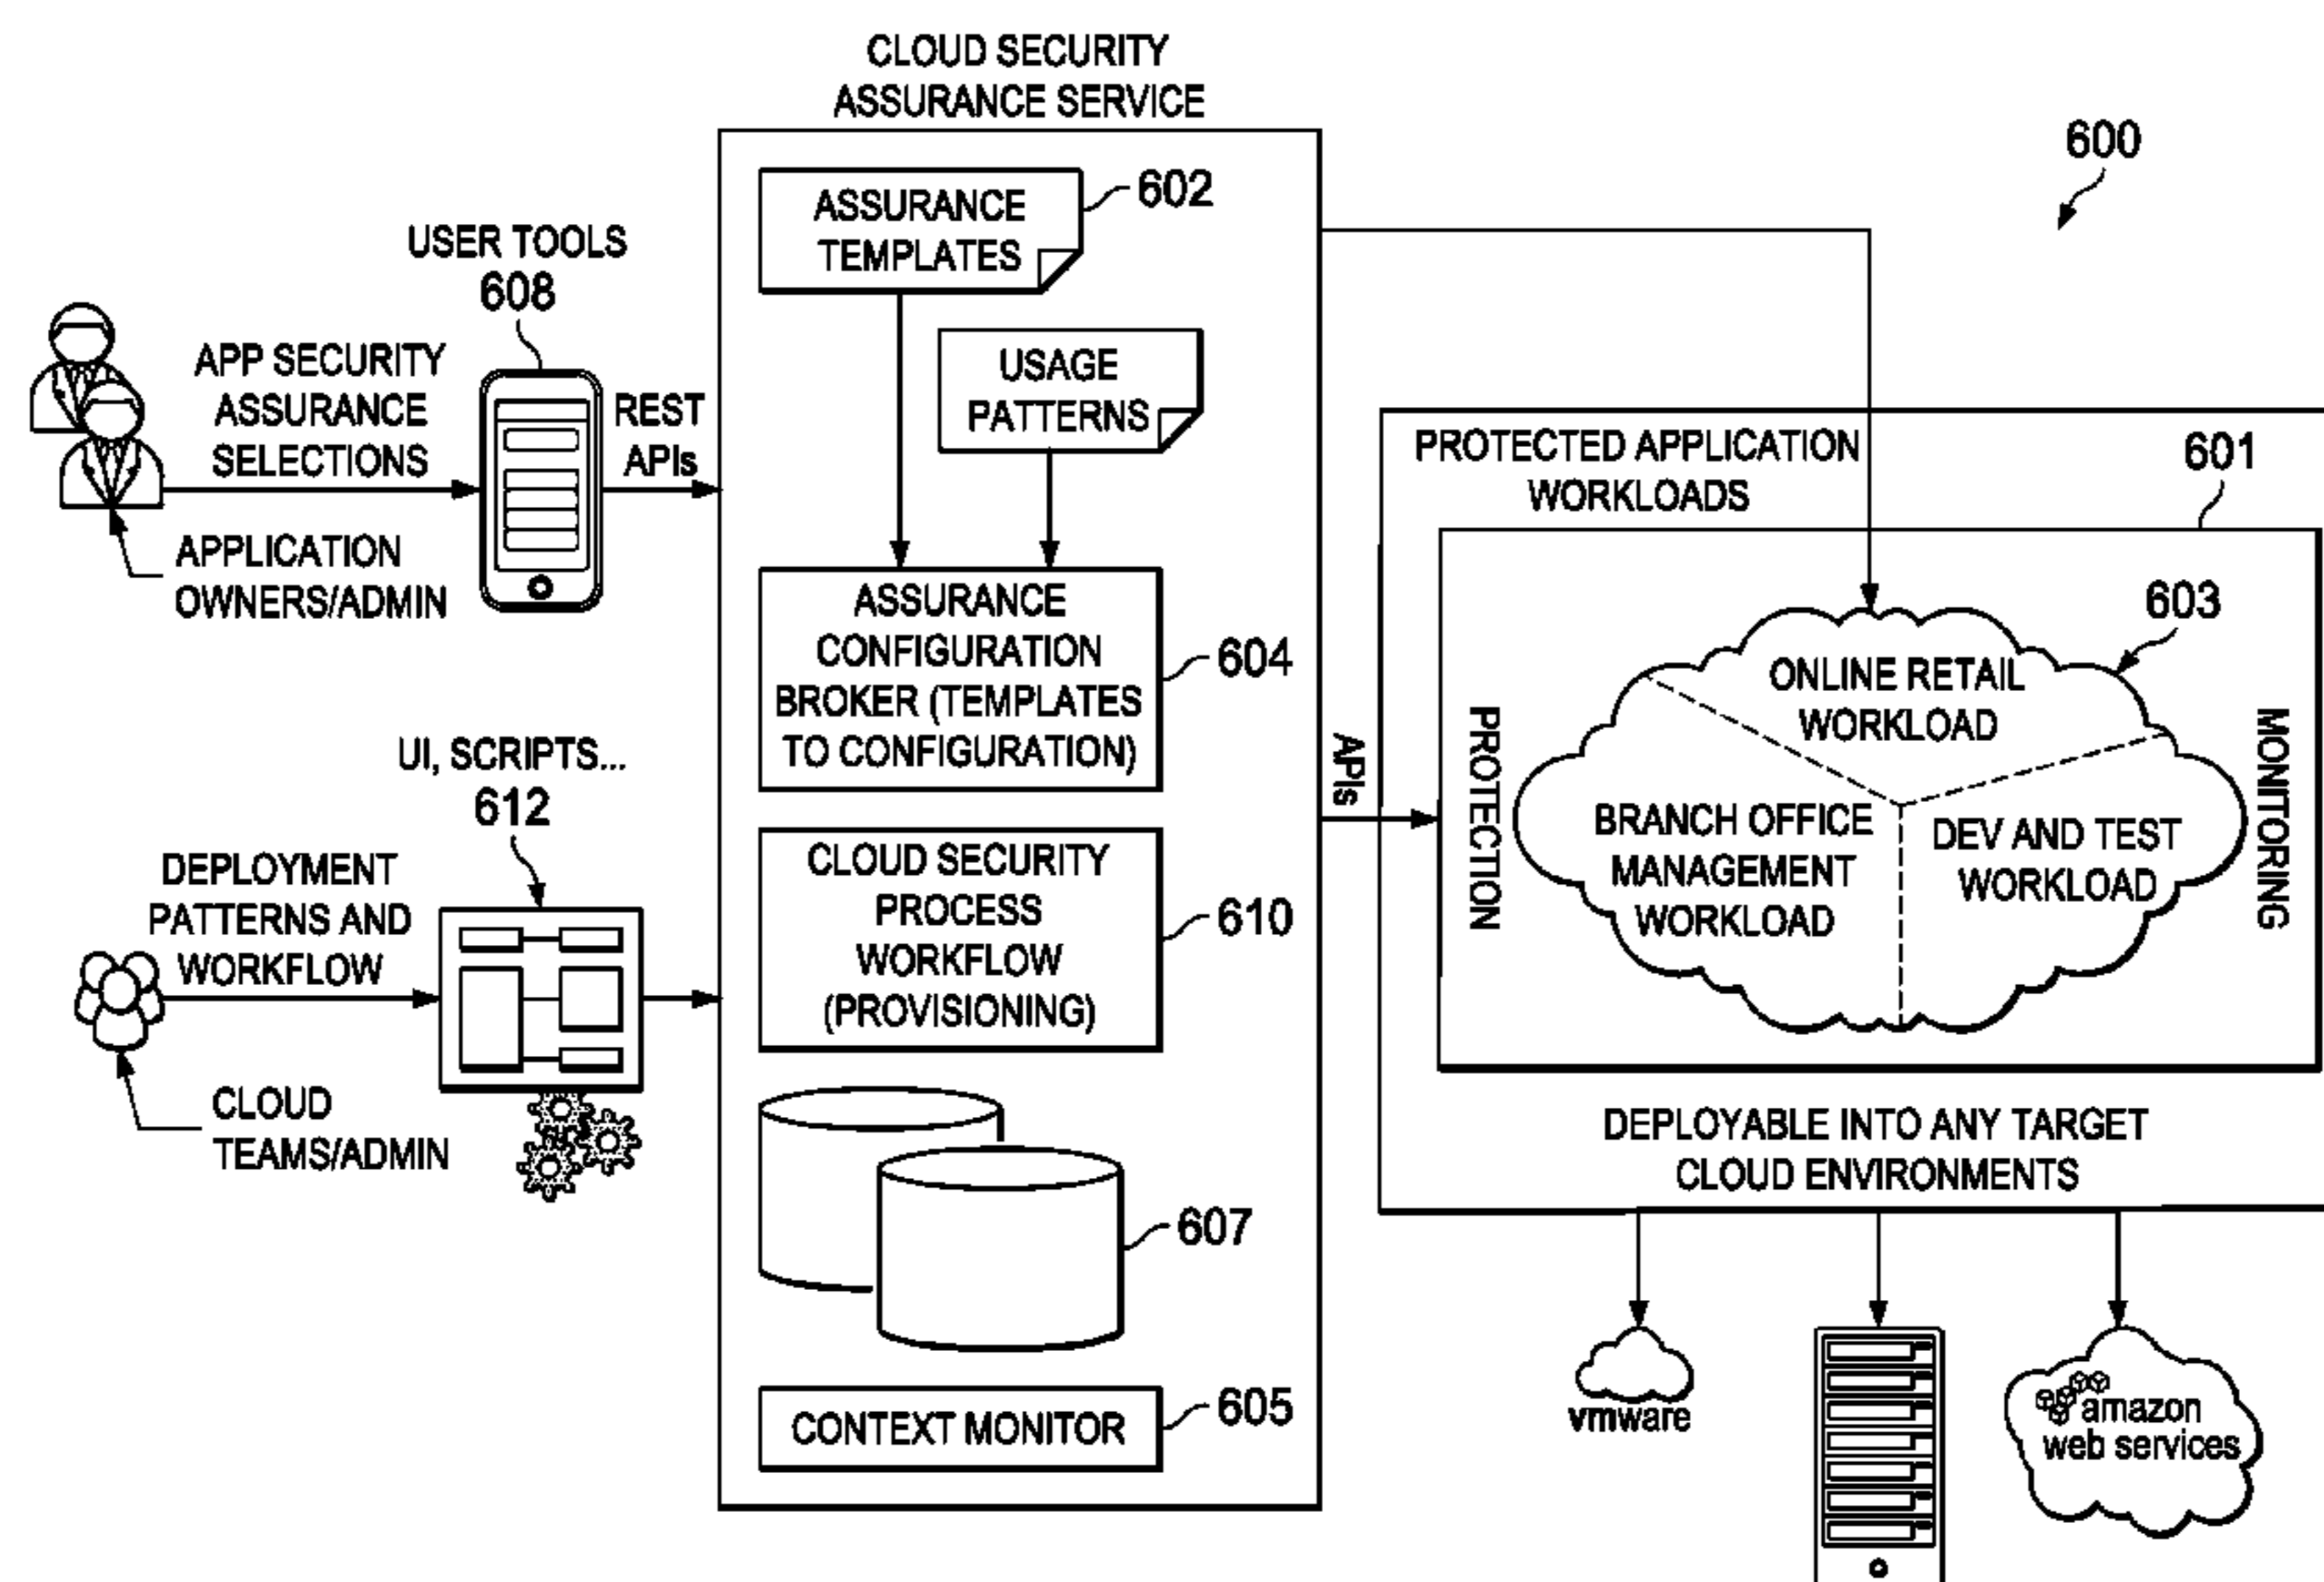 CLOUD SECURITY
ASSURANCE SERVICE
600
ASSURANCE
TEMPLATES
602
USER TOOLS
608
USAGE
PATTERNS
APP SECURITY
ASSURANCE
SELECTIONS
REST
APIs
APPLICATION
OWNERS/ADMIN
ASSURANCE
CONFIGURATION
BROKER (TEMPLATES
TO CONFIGURATION)
604
UI, SCRIPTS...
612
DEPLOYMENT
PATTERNS AND
WORKFLOW
CLOUD
TEAMS/ADMIN
CLOUD SECURITY
PROCESS
WORKFLOW
(PROVISIONING)
610
607
CONTEXT MONITOR
605
APIs
PROTECTED APPLICATION
WORKLOADS
601
603
PROTECTION
ONLINE RETAIL
WORKLOAD
BRANCH OFFICE
MANAGEMENT
WORKLOAD
DEV AND TEST
WORKLOAD
MONITORING
DEPLOYABLE INTO ANY TARGET
CLOUD ENVIRONMENTS
vmware
amazon
web services